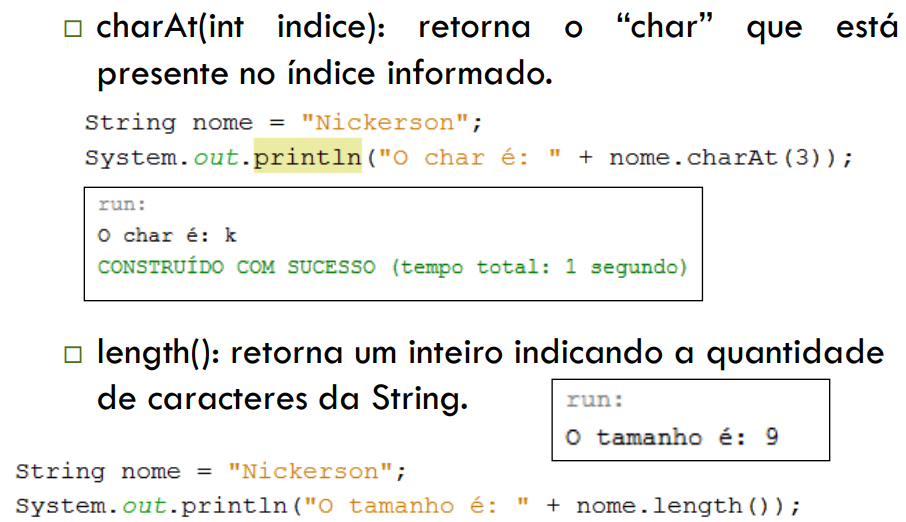 charAt(int indice): retorna o “char” que está
presente no índice informado.
String nome = "Nickerson";
System.out.println("O char é: " + nome.charAt(3));
run:
O char é: k
CONSTRUÍDO COM SUCESSO (tempo total: 1 segundo)
length(): retorna um inteiro indicando a quantidade
de caracteres da String.
run:
O tamanho é: 9
String nome = "Nickerson";
System.out.println("O tamanho é: " + nome.length());